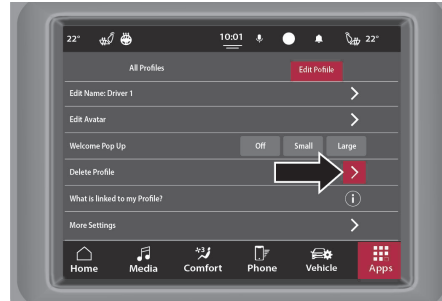 22° 10:01 22°
All Profiles Edit Pofile
Edit Name: Driver 1
Edit Avatar
Welcome Pop Up Off Small Large
Delete Profile
What is linked to my Profile?
More Settings
Home Media Comfort Phone Vehicle Apps